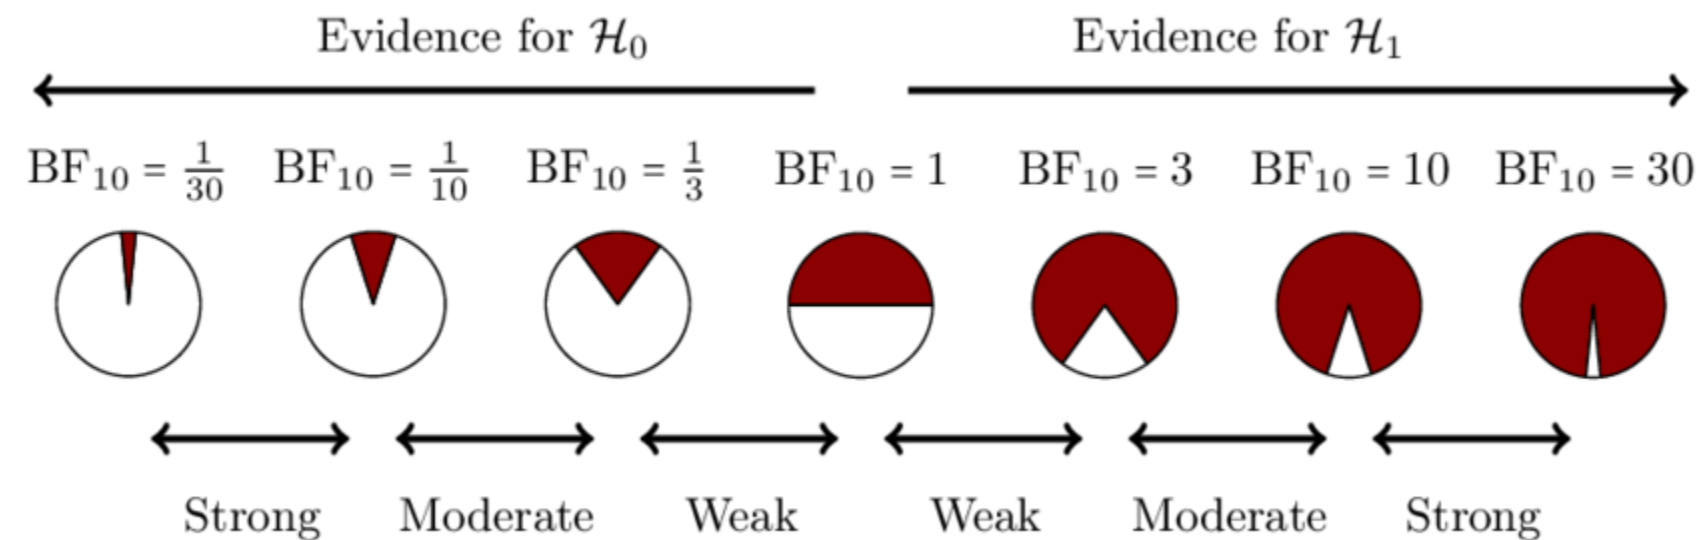 Evidence for ℋ₀ Evidence for ℋ₁
BF₁₀ = 1/30 BF₁₀ = 1/10 BF₁₀ = 1/3 BF₁₀ = 1 BF₁₀ = 3 BF₁₀ = 10 BF₁₀ = 30
Strong Moderate Weak Weak Moderate Strong